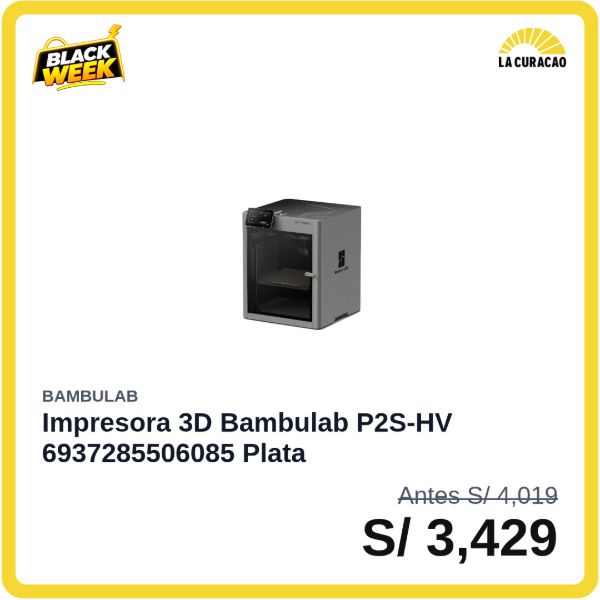 BLACK
WEEK
LA CURACAO
BAMBULAB
Impresora 3D Bambulab P2S-HV
6937285506085 Plata
Antes S/ 4,019
S/ 3,429